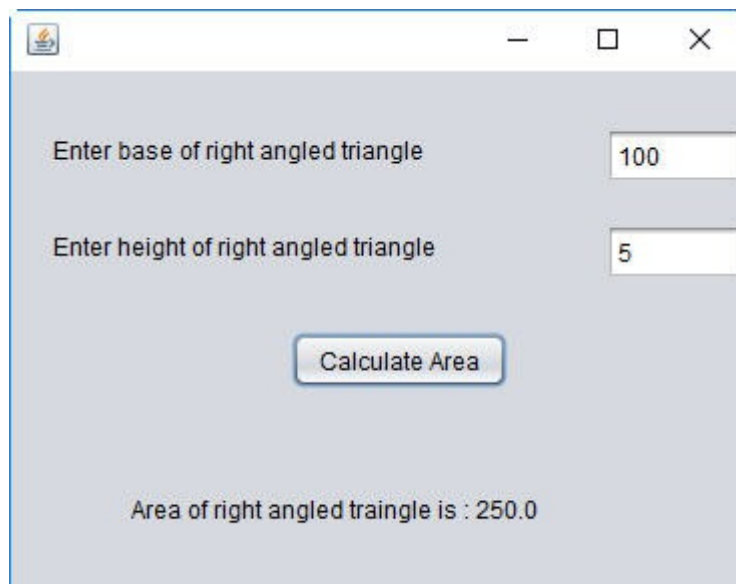 Enter base of right angled triangle 100
Enter height of right angled triangle 5
Calculate Area
Area of right angled traingle is : 250.0